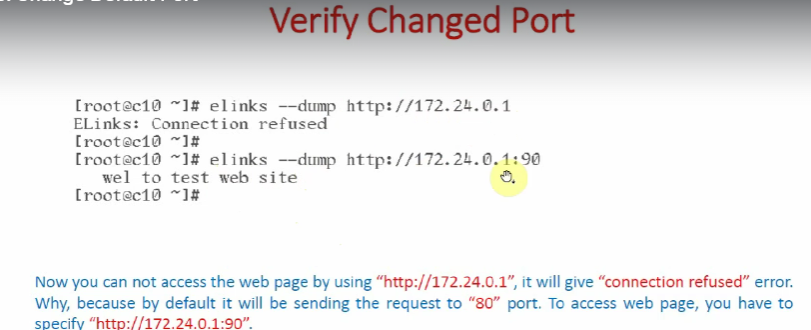 Verify Changed Port
[root@c10 ~]# elinks --dump http://172.24.0.1
ELinks: Connection refused
[root@c10 ~]#
[root@c10 ~]# elinks --dump http://172.24.0.1:90
wel to test web site
[root@c10 ~]#
Now you can not access the web page by using “http://172.24.0.1”, it will give “connection refused” error.
Why, because by default it will be sending the request to “80” port. To access web page, you have to
specify “http://172.24.0.1:90”.